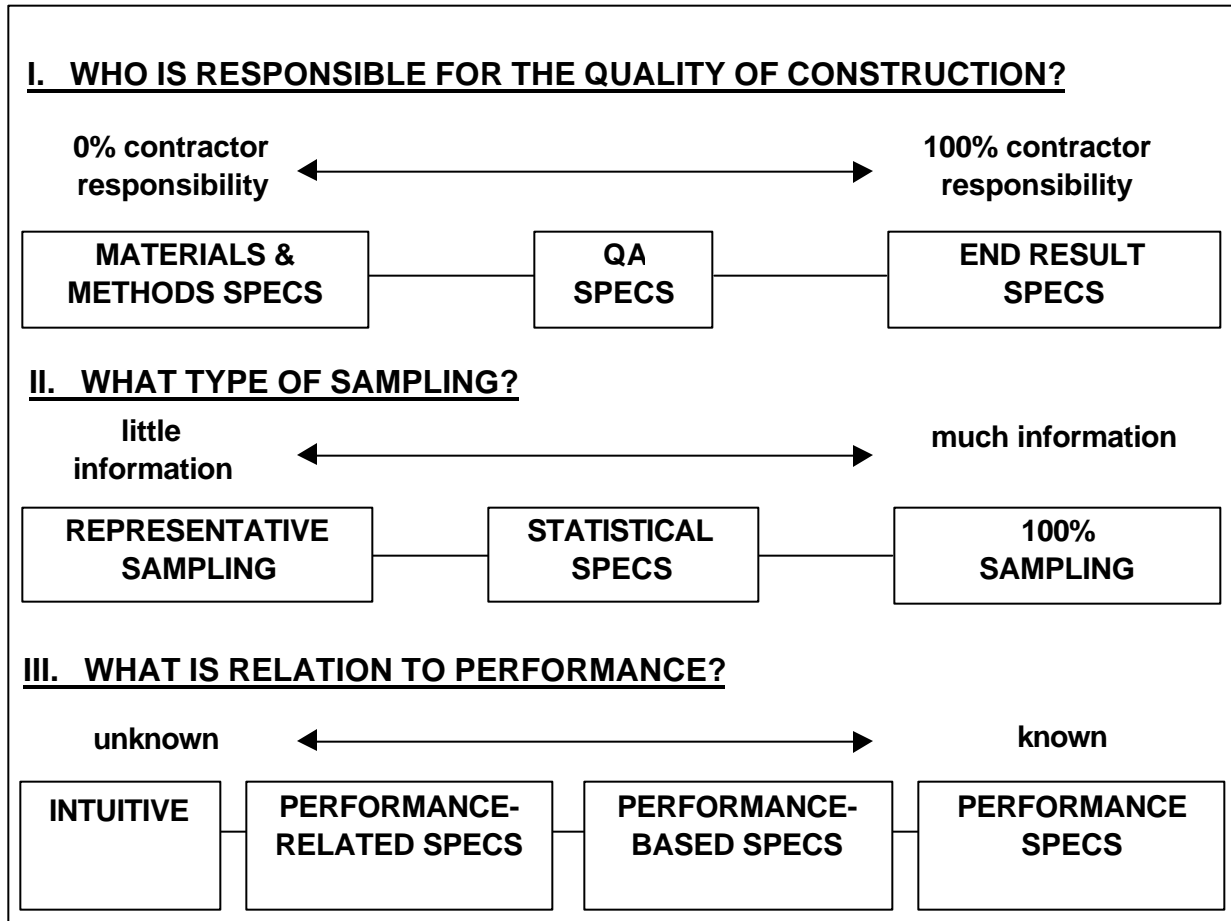 I. WHO IS RESPONSIBLE FOR THE QUALITY OF CONSTRUCTION?
0% contractor
responsibility
100% contractor
responsibility
MATERIALS &
METHODS SPECS
QA
SPECS
END RESULT
SPECS
II. WHAT TYPE OF SAMPLING?
little
information
much information
REPRESENTATIVE
SAMPLING
STATISTICAL
SPECS
100%
SAMPLING
III. WHAT IS RELATION TO PERFORMANCE?
unknown
known
INTUITIVE
PERFORMANCE-
RELATED SPECS
PERFORMANCE-
BASED SPECS
PERFORMANCE
SPECS